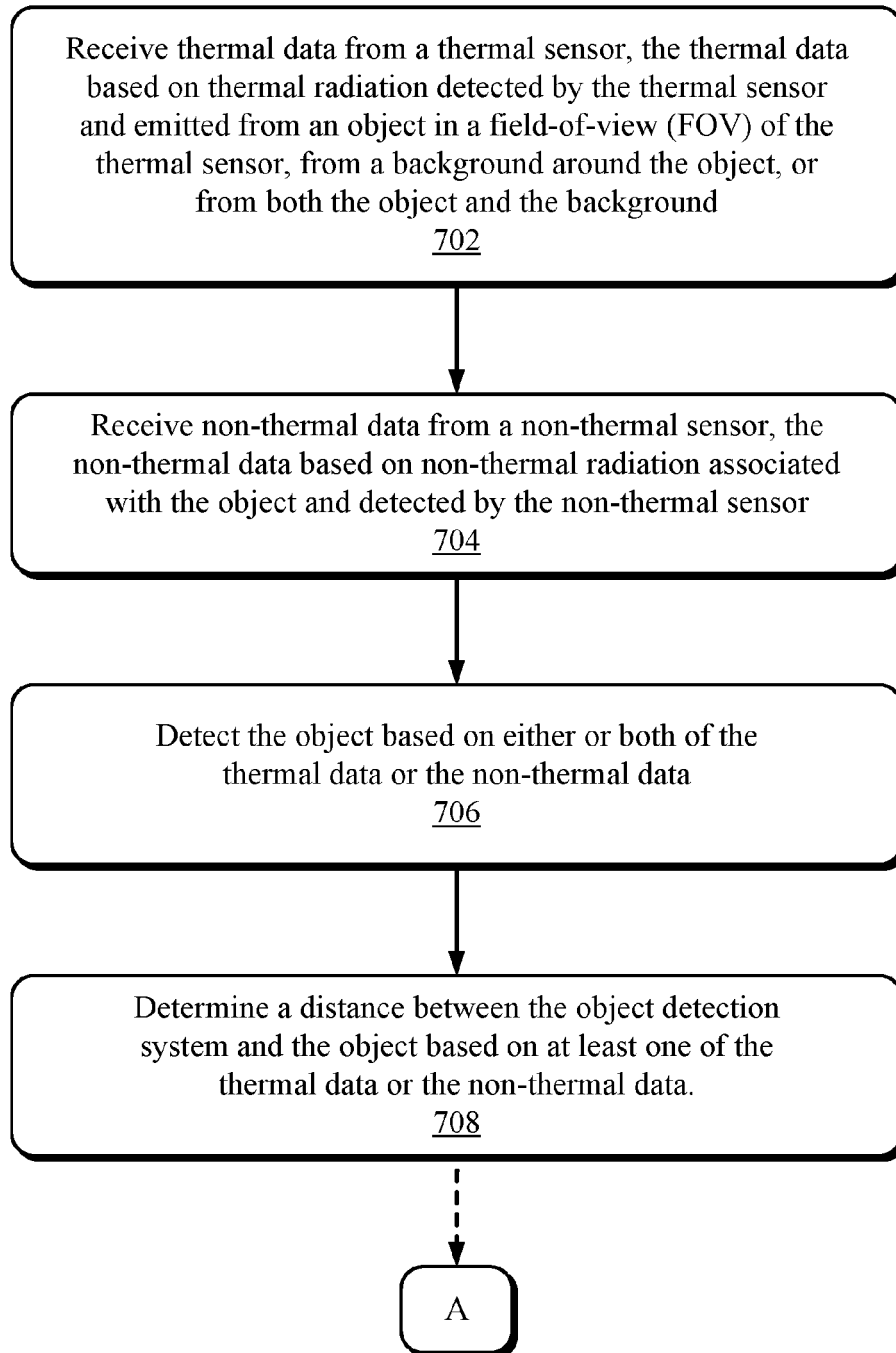 Receive thermal data from a thermal sensor, the thermal data
based on thermal radiation detected by the thermal sensor
and emitted from an object in a field-of-view (FOV) of the
thermal sensor, from a background around the object, or
from both the object and the background
702
Receive non-thermal data from a non-thermal sensor, the
non-thermal data based on non-thermal radiation associated
with the object and detected by the non-thermal sensor
704
Detect the object based on either or both of the
thermal data or the non-thermal data
706
Determine a distance between the object detection
system and the object based on at least one of the
thermal data or the non-thermal data.
708
A